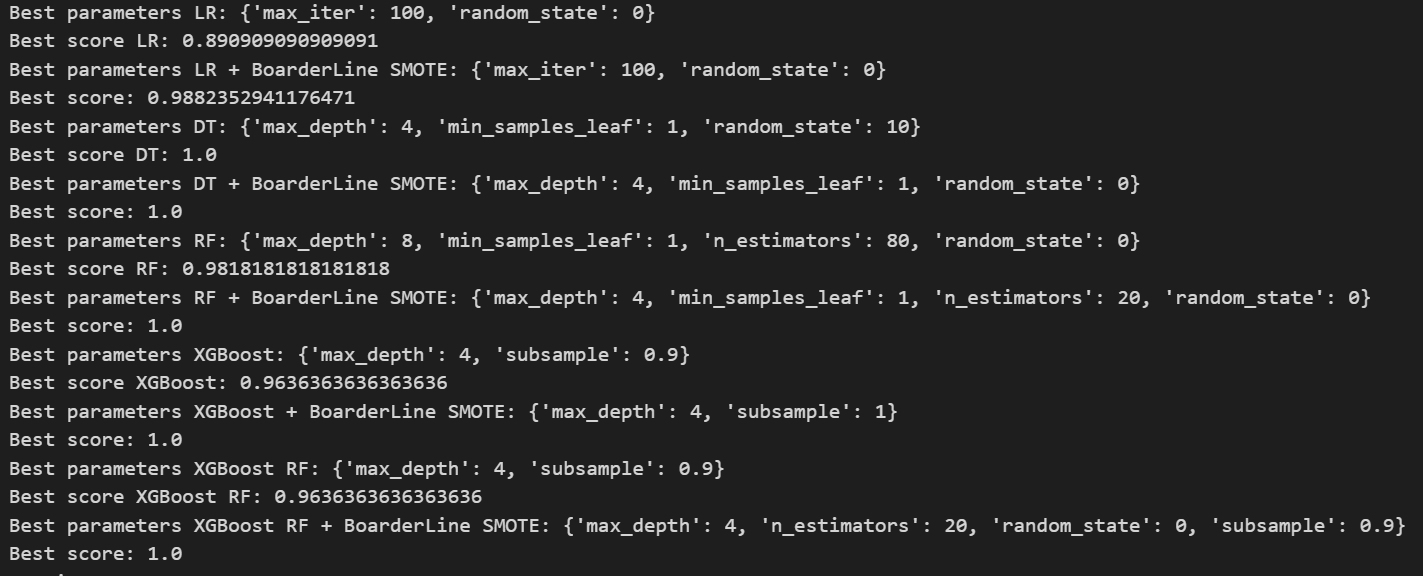 Best parameters LR: {'max_iter': 100, 'random_state': 0}
Best score LR: 0.890909090909091
Best parameters LR + BoarderLine SMOTE: {'max_iter': 100, 'random_state': 0}
Best score: 0.9882352941176471
Best parameters DT: {'max_depth': 4, 'min_samples_leaf': 1, 'random_state': 10}
Best score DT: 1.0
Best parameters DT + BoarderLine SMOTE: {'max_depth': 4, 'min_samples_leaf': 1, 'random_state': 0}
Best score: 1.0
Best parameters RF: {'max_depth': 8, 'min_samples_leaf': 1, 'n_estimators': 80, 'random_state': 0}
Best score RF: 0.9818181818181818
Best parameters RF + BoarderLine SMOTE: {'max_depth': 4, 'min_samples_leaf': 1, 'n_estimators': 20, 'random_state': 0}
Best score: 1.0
Best parameters XGBoost: {'max_depth': 4, 'subsample': 0.9}
Best score XGBoost: 0.9636363636363636
Best parameters XGBoost + BoarderLine SMOTE: {'max_depth': 4, 'subsample': 1}
Best score: 1.0
Best parameters XGBoost RF: {'max_depth': 4, 'subsample': 0.9}
Best score XGBoost RF: 0.9636363636363636
Best parameters XGBoost RF + BoarderLine SMOTE: {'max_depth': 4, 'n_estimators': 20, 'random_state': 0, 'subsample': 0.9}
Best score: 1.0